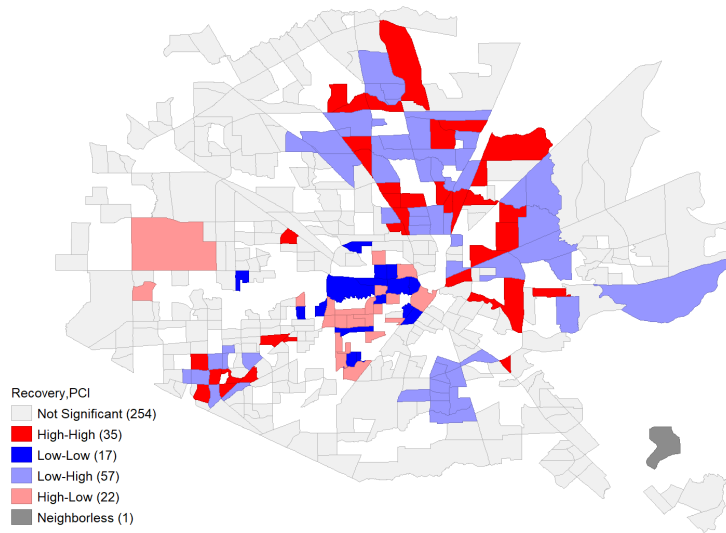 Recovery,PCI
Not Significant (254)
High-High (35)
Low-Low (17)
Low-High (57)
High-Low (22)
Neighborless (1)